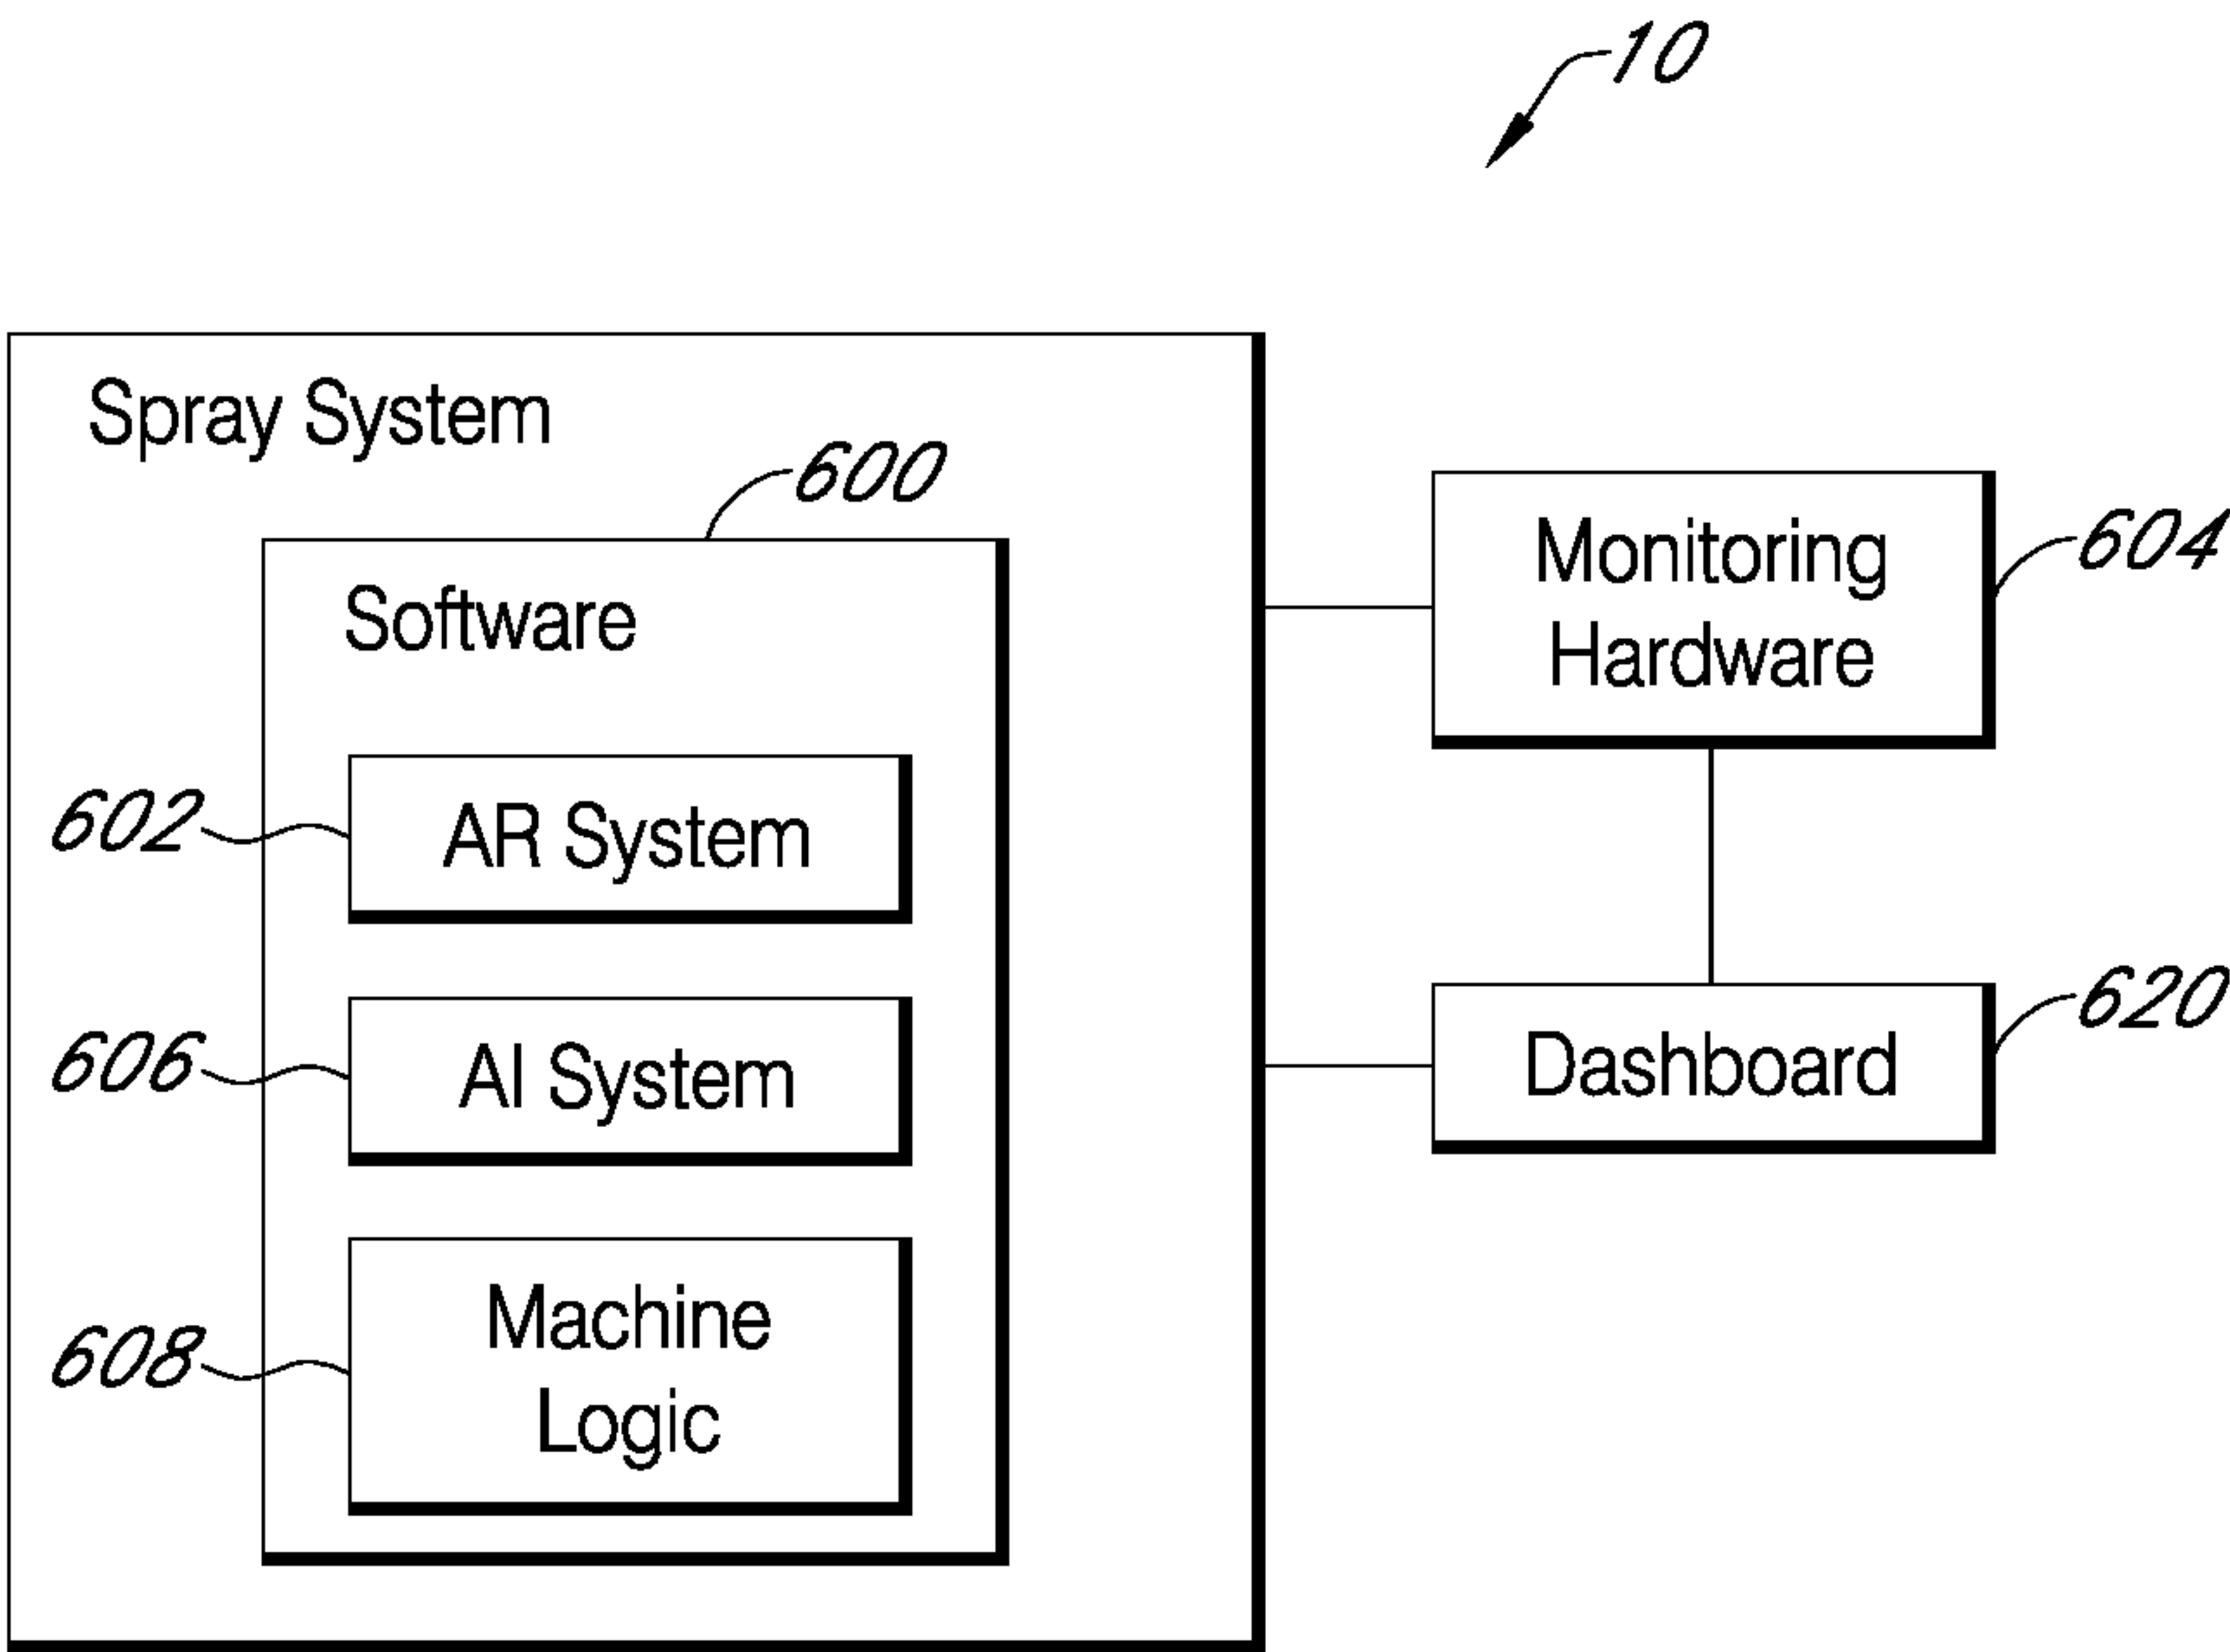 10
Spray System
600
Software
602
AR System
606
AI System
608
Machine
Logic
Monitoring
Hardware
604
Dashboard
620